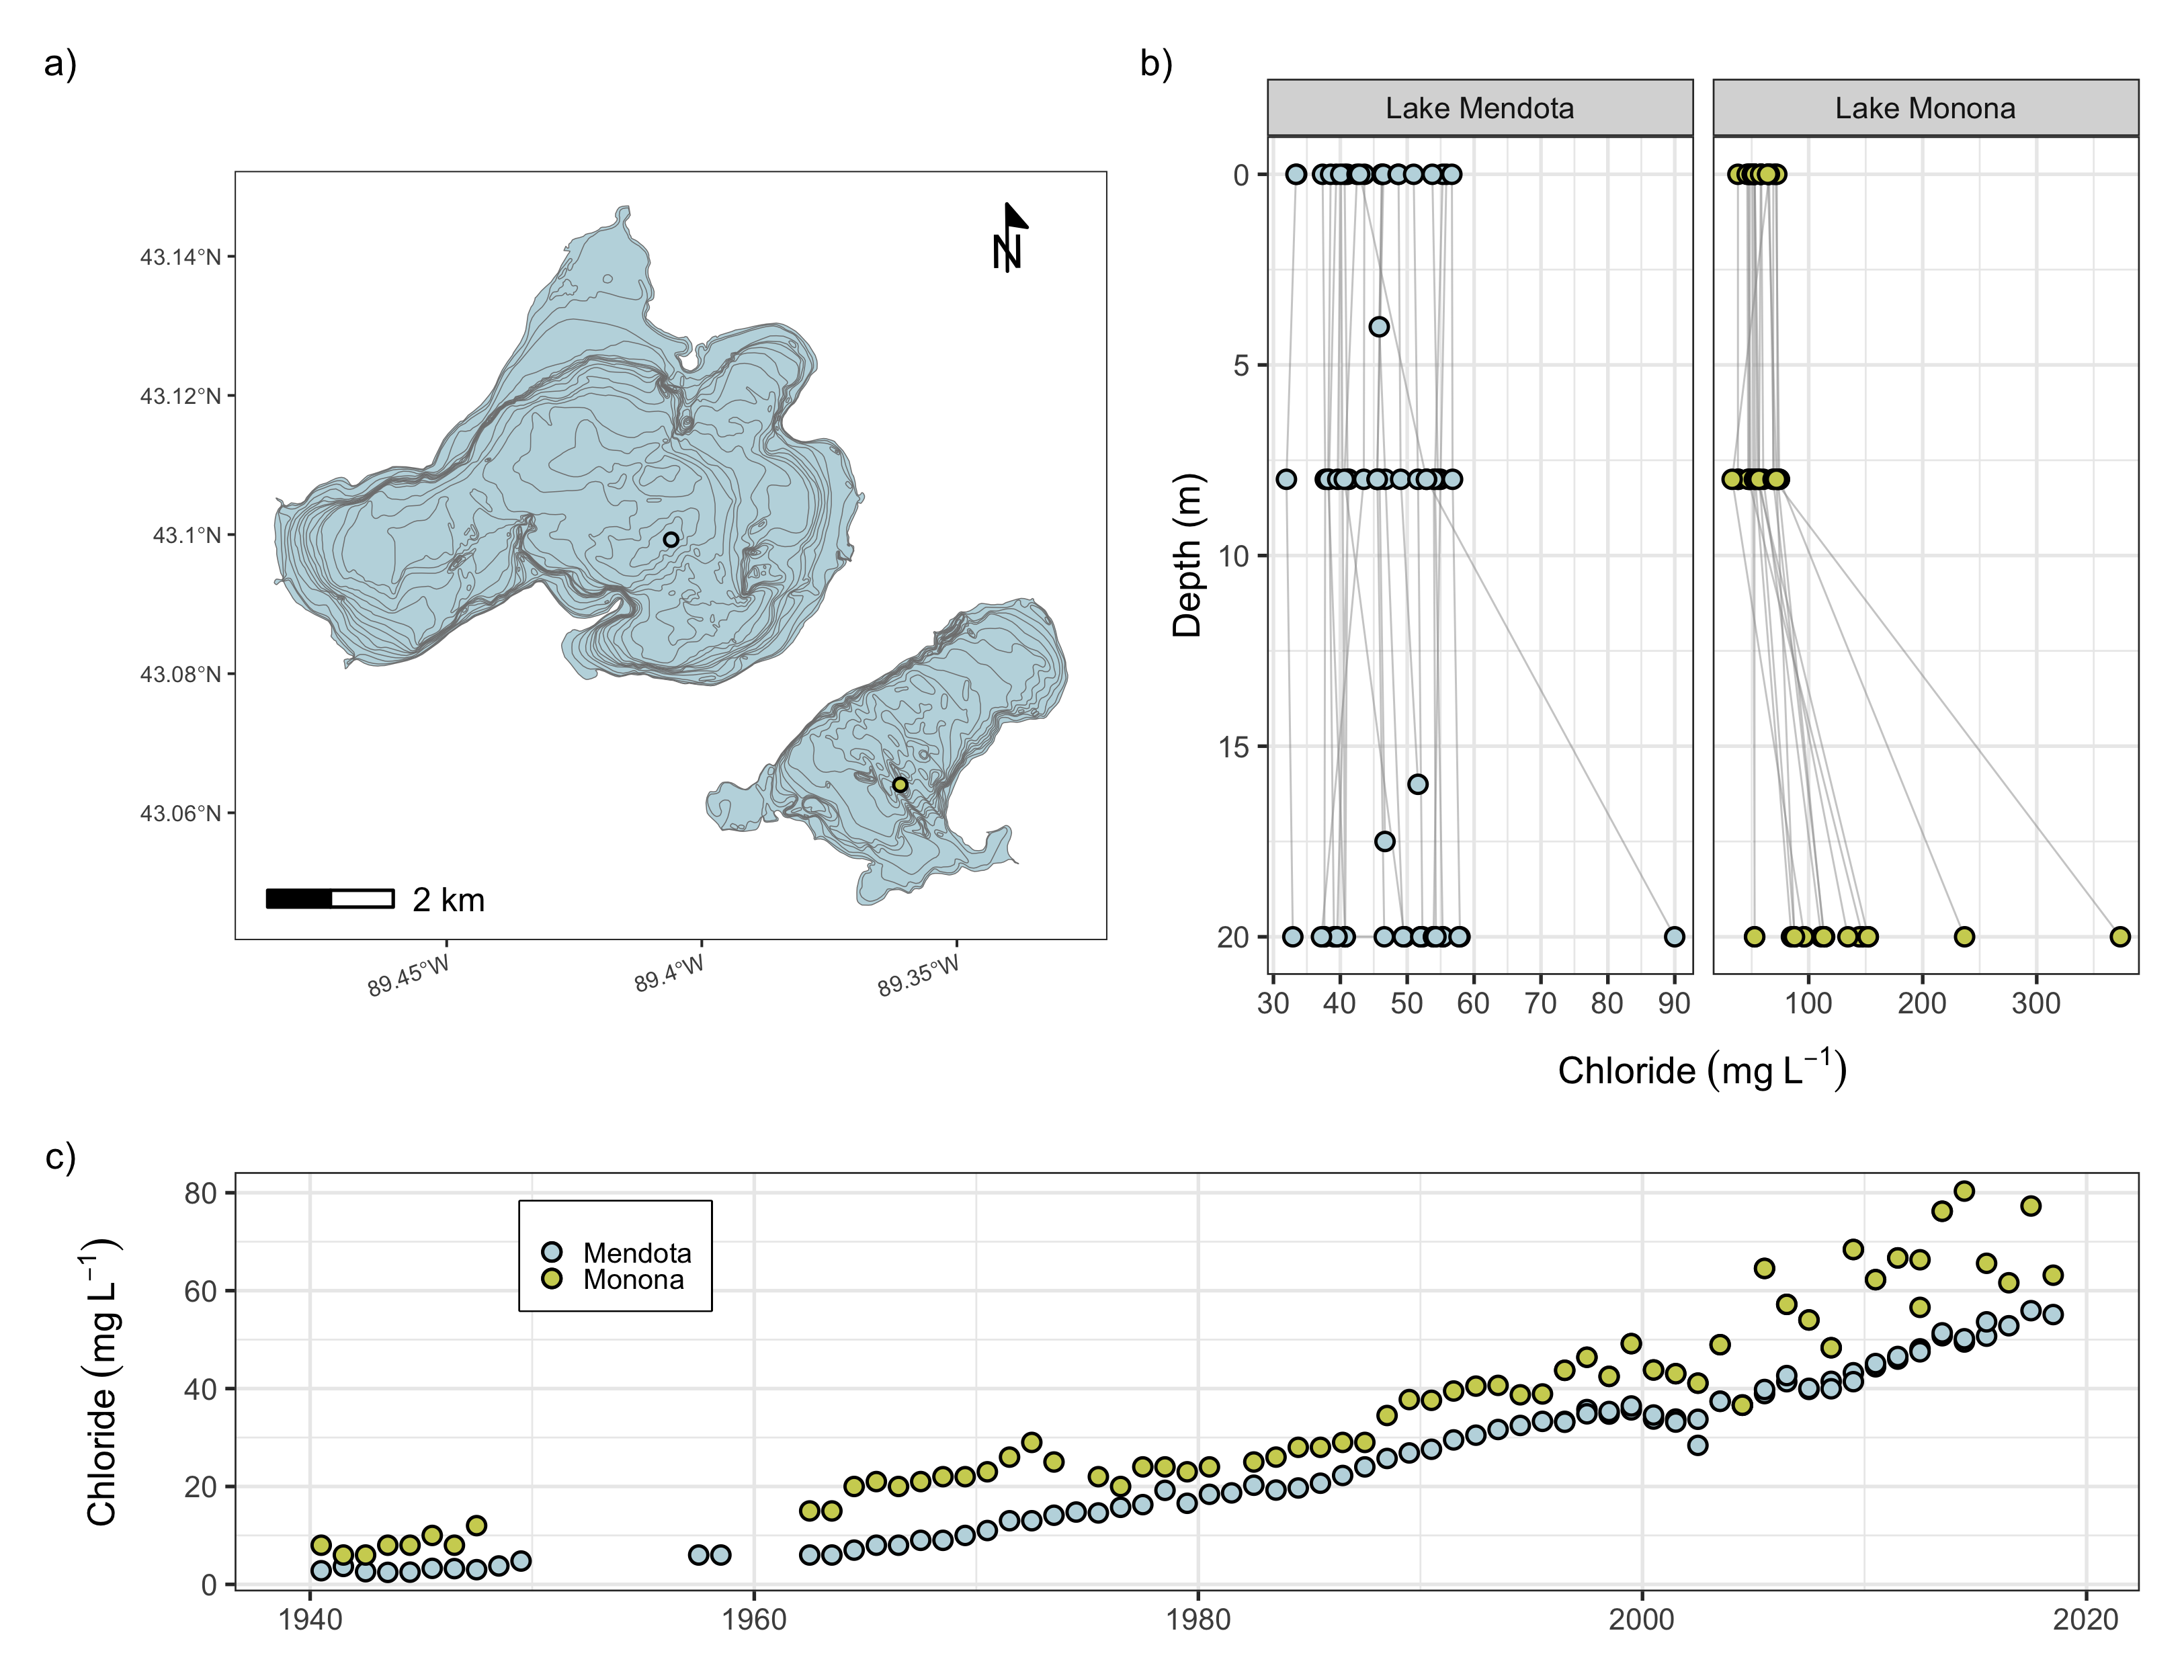 a)
43.14°N
43.12°N
43.1°N
43.08°N
43.06°N
N
2 km
89.45°W
89.4°W
89.35°W
b)
Lake Mendota
Lake Monona
Depth (m)
0
5
10
15
20
30 40 50 60 70 80 90
100 200 300
Chloride (mg L⁻¹)
c)
Chloride (mg L⁻¹)
80
60
40
20
0
Mendota
Monona
1940 1960 1980 2000 2020